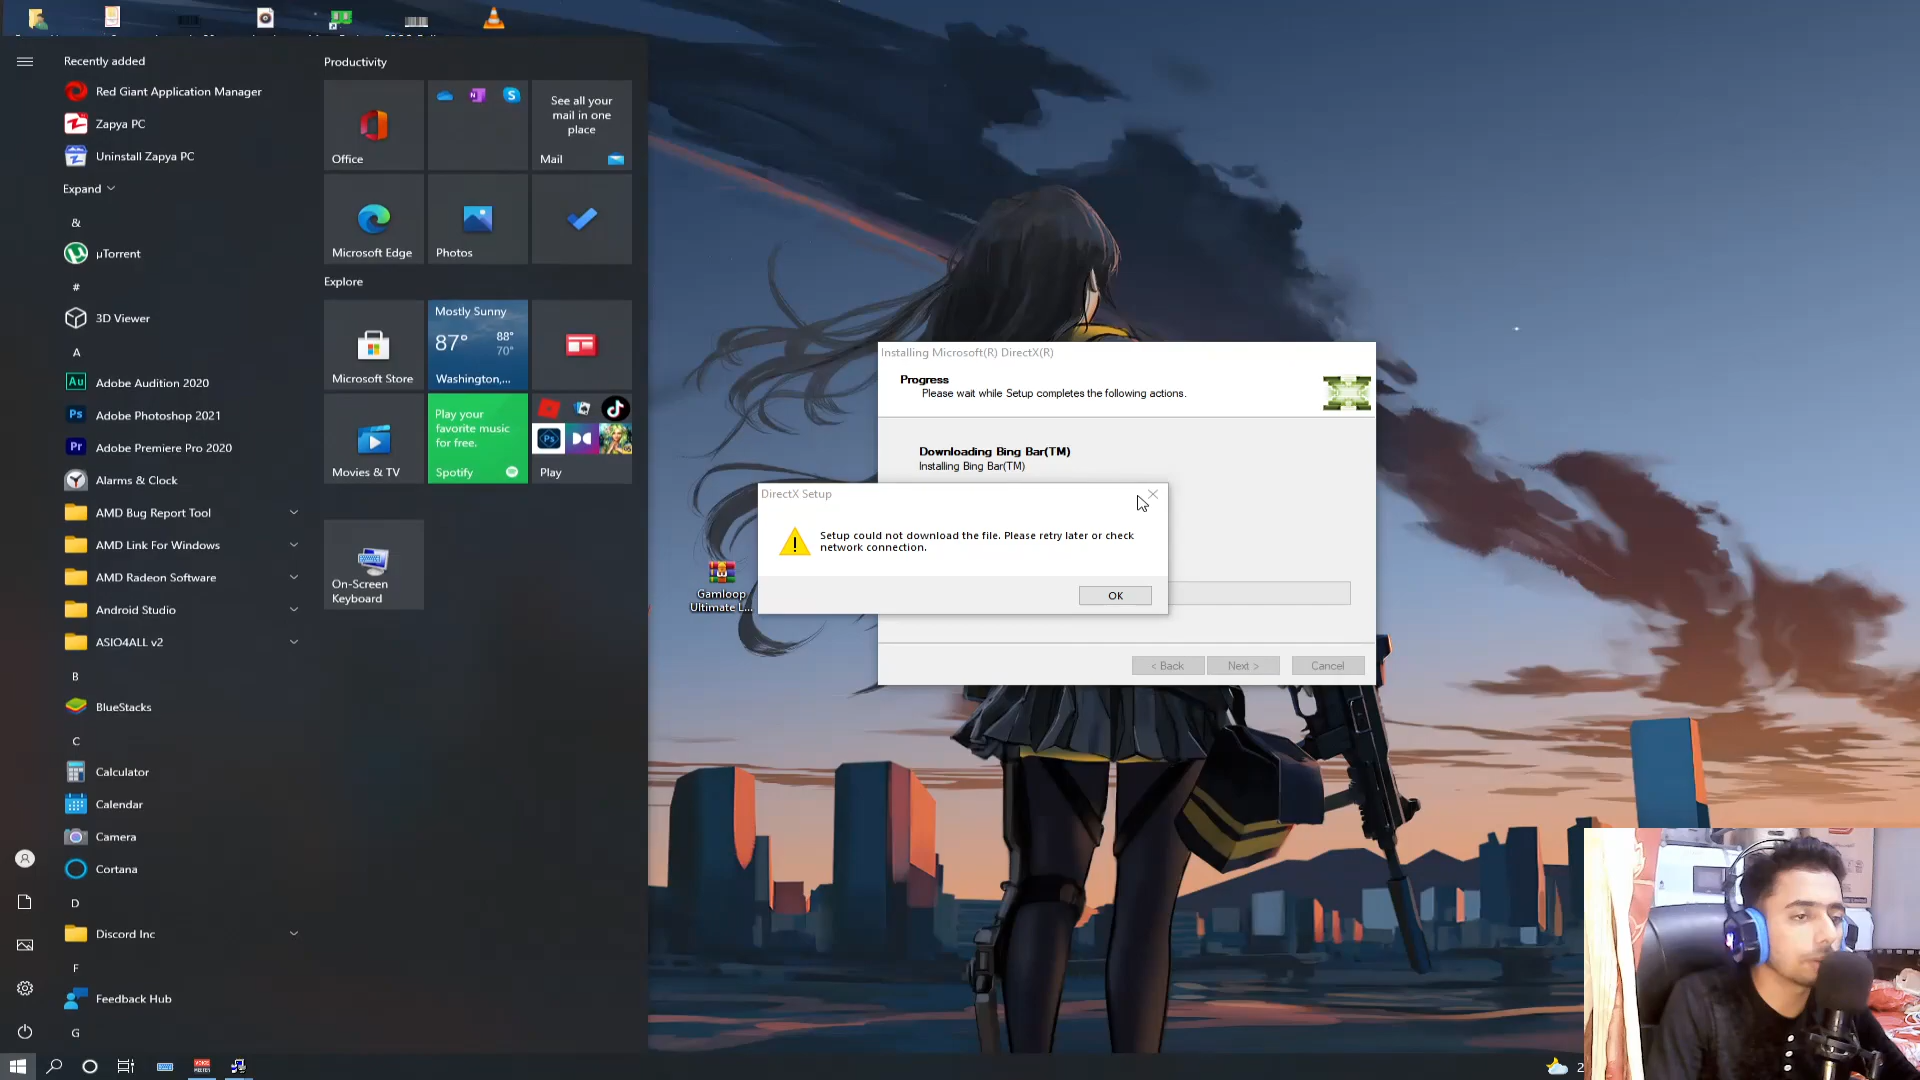 Recently added
Red Giant Application Manager
Zapya PC
Uninstall Zapya PC
Expand
&
µTorrent
#
3D Viewer
A
Adobe Audition 2020
Adobe Photoshop 2021
Adobe Premiere Pro 2020
Alarms & Clock
AMD Bug Report Tool
AMD Link For Windows
AMD Radeon Software
Android Studio
ASIO4ALL v2
B
BlueStacks
C
Calculator
Calendar
Camera
Cortana
D
Discord Inc
F
Feedback Hub
G
Productivity
Office
See all your
mail in one
place
Mail
Microsoft Edge
Photos
Explore
Microsoft Store
Mostly Sunny
87°
88°
70°
Washington,...
Movies & TV
Play your
favorite music
for free.
Spotify
Play
On-Screen
Keyboard
Gamloop
Ultimate L...
Installing Microsoft(R) DirectX(R)
Progress
Please wait while Setup completes the following actions.
Downloading Bing Bar(TM)
Installing Bing Bar(TM)
DirectX Setup
Setup could not download the file. Please retry later or check
network connection.
OK
< Back
Next >
Cancel